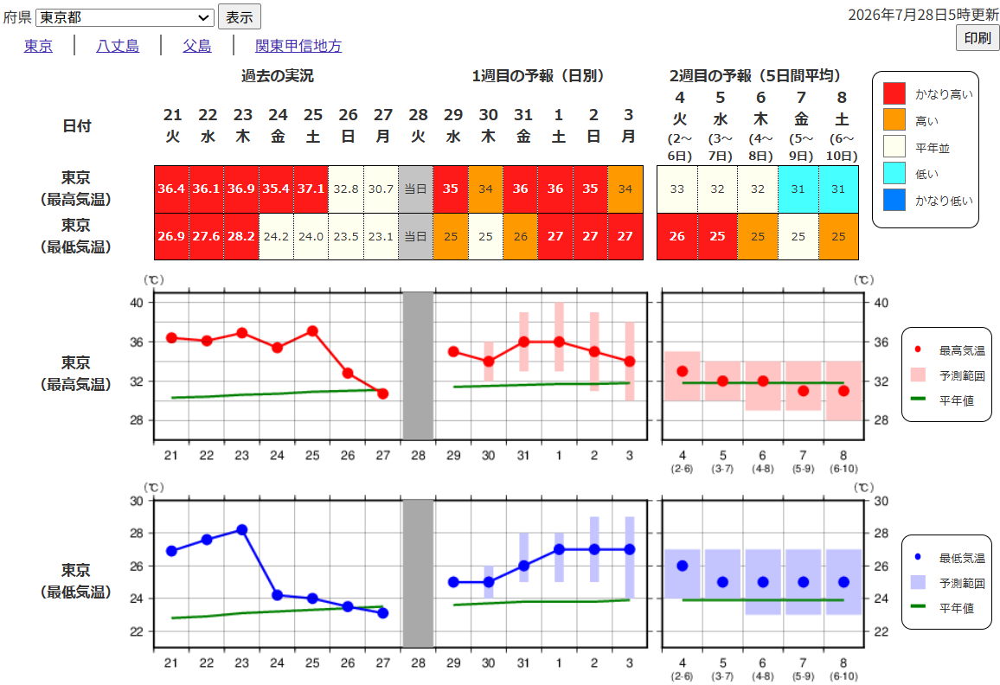 府県 東京都 表示
2026年7月28日5時更新
印刷
東京 八丈島 父島 関東甲信地方
過去の実況 1週目の予報（日別） 2週目の予報（5日間平均）
日付 21 22 23 24 25 26 27 28 29 30 31 1 2 3 4 5 6 7 8
火 水 木 金 土 日 月 火 水 木 金 土 日 月 火 水 木 金 土
(2～ (3～ (4～ (5～ (6～
6日) 7日) 8日) 9日) 10日)
かなり高い
高い
平年並
低い
かなり低い
東京
（最高気温） 36.4 36.1 36.9 35.4 37.1 32.8 30.7 当日 35 34 36 36 35 34 33 32 32 31 31
東京
（最低気温） 26.9 27.6 28.2 24.2 24.0 23.5 23.1 当日 25 25 26 27 27 27 26 25 25 25 25
(℃) (℃)
40 40
36 36
32 32
28 28
東京
（最高気温）
21 22 23 24 25 26 27 28 29 30 31 1 2 3 4 5 6 7 8
(2-6) (3-7) (4-8) (5-9) (6-10)
最高気温
予測範囲
平年値
(℃) (℃)
30 30
28 28
26 26
24 24
22 22
東京
（最低気温）
21 22 23 24 25 26 27 28 29 30 31 1 2 3 4 5 6 7 8
(2-6) (3-7) (4-8) (5-9) (6-10)
最低気温
予測範囲
平年値